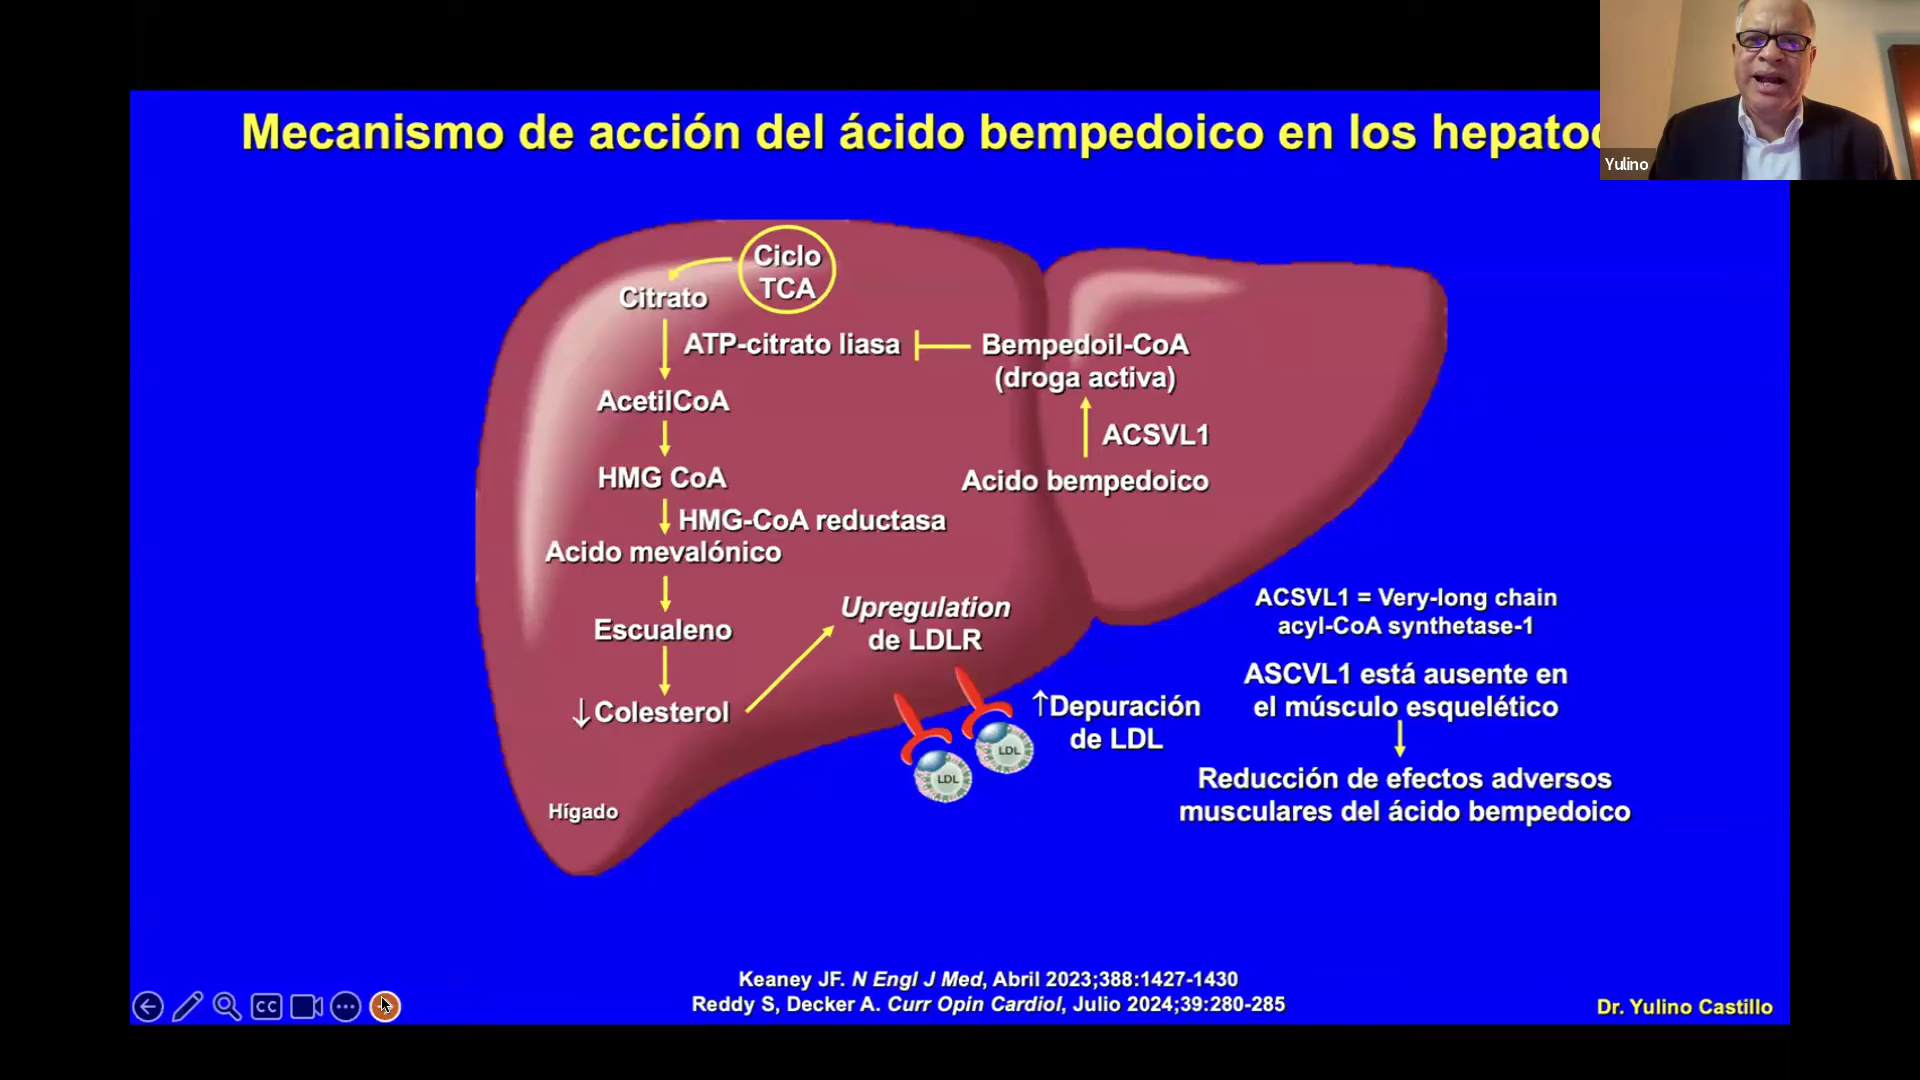 Mecanismo de acción del ácido bempedoico en los
Yulino
Ciclo
TCA
Citrato
ATP-citrato liasa
Bempedoil-CoA
(droga activa)
AcetilCoA
ACSVL1
HMG CoA
Acido bempedoico
HMG-CoA reductasa
Acido mevalónico
Upregulation
de LDLR
Escualeno
↓Colesterol
LDL
LDL
↑Depuración
de LDL
Hígado
ACSVL1 = Very-long chain
acyl-CoA synthetase-1
ASCVL1 está ausente en
el músculo esquelético
Reducción de efectos adversos
musculares del ácido bempedoico
Keaney JF. N Engl J Med, Abril 2023;388:1427-1430
Reddy S, Decker A. Curr Opin Cardiol, Julio 2024;39:280-285
CC
Dr. Yulino Castillo